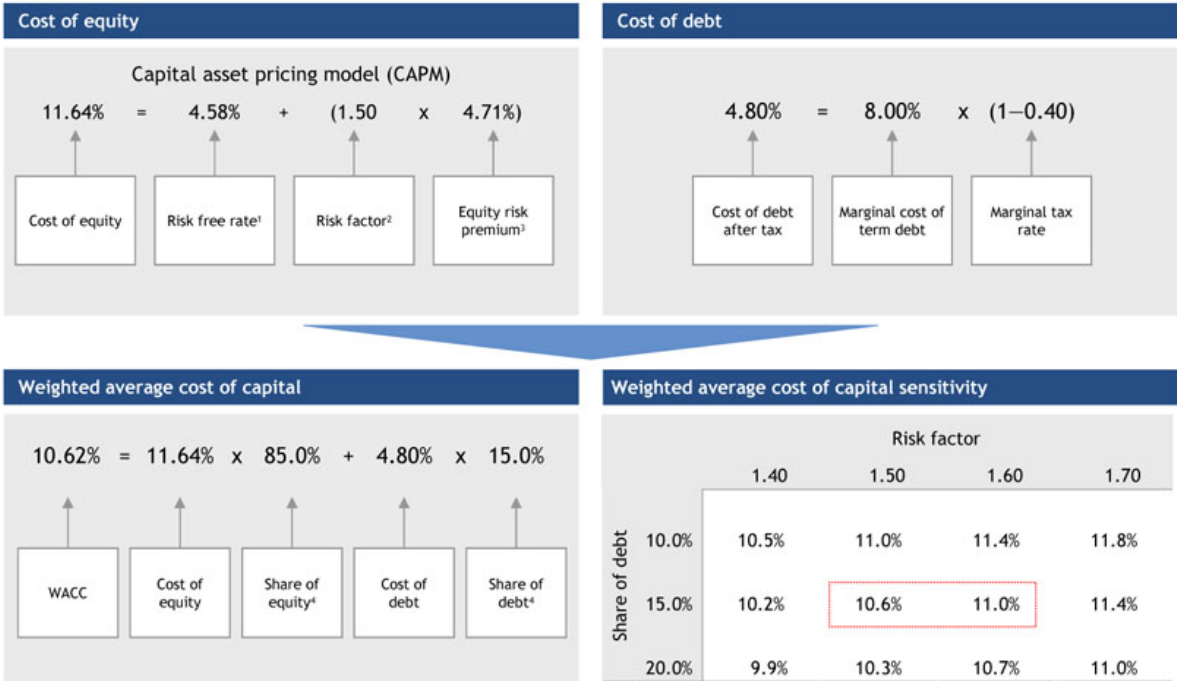 Cost of equity
Capital asset pricing model (CAPM)
11.64% = 4.58% + (1.50 x 4.71%)
Cost of equity
Risk free rate¹
Risk factor²
Equity risk
premium³
Cost of debt
4.80% = 8.00% x (1−0.40)
Cost of debt
after tax
Marginal cost of
term debt
Marginal tax
rate
Weighted average cost of capital
10.62% = 11.64% x 85.0% + 4.80% x 15.0%
WACC
Cost of
equity
Share of
equity⁴
Cost of
debt
Share of
debt⁴
Weighted average cost of capital sensitivity
Risk factor
1.40 1.50 1.60 1.70
Share of debt
10.0% 10.5% 11.0% 11.4% 11.8%
15.0% 10.2% 10.6% 11.0% 11.4%
20.0% 9.9% 10.3% 10.7% 11.0%